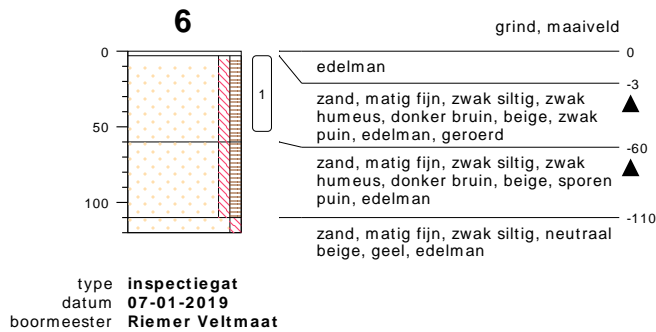 6
grind, maaiveld
0
0
edelman
-3
zand, matig fijn, zwak siltig, zwak
humeus, donker bruin, beige, zwak
puin, edelman, geroerd
1
50
-60
zand, matig fijn, zwak siltig, zwak
humeus, donker bruin, beige, sporen
puin, edelman
100
-110
zand, matig fijn, zwak siltig, neutraal
beige, geel, edelman
type inspectiegat
datum 07-01-2019
boormeester Riemer Veltmaat